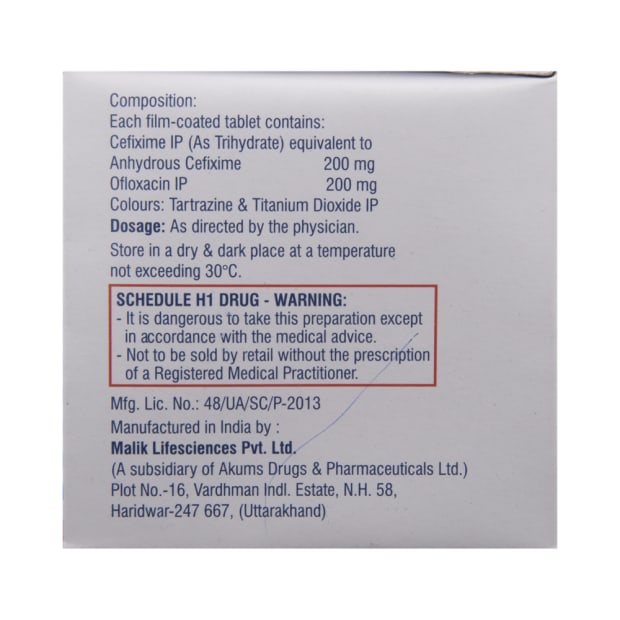 Composition:
Each film-coated tablet contains:
Cefixime IP (As Trihydrate) equivalent to
Anhydrous Cefixime 200 mg
Ofloxacin IP 200 mg
Colours: Tartrazine & Titanium Dioxide IP
Dosage: As directed by the physician.
Store in a dry & dark place at a temperature
not exceeding 30°C.
SCHEDULE H1 DRUG - WARNING:
- It is dangerous to take this preparation except
in accordance with the medical advice.
- Not to be sold by retail without the prescription
of a Registered Medical Practitioner.
Mfg. Lic. No.: 48/UA/SC/P-2013
Manufactured in India by :
Malik Lifesciences Pvt. Ltd.
(A subsidiary of Akums Drugs & Pharmaceuticals Ltd.)
Plot No.-16, Vardhman Indl. Estate, N.H. 58,
Haridwar-247 667, (Uttarakhand)